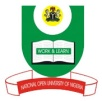 WORK & LEARN
NATIONAL OPEN UNIVERSITY OF NIGERIA